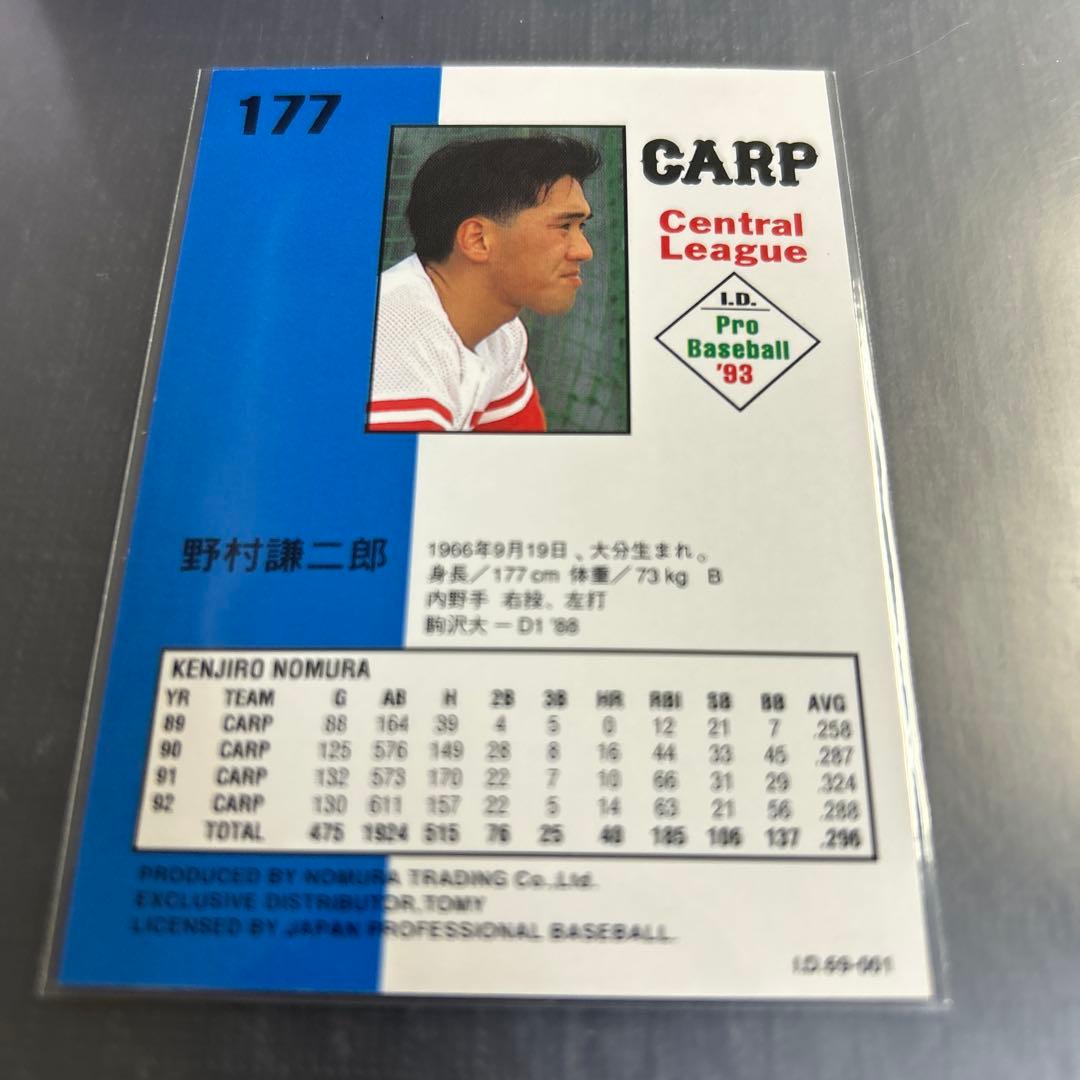 177
CARP
Central
League
I.D.
Pro
Baseball
'93
野村謙二郎
1966年9月19日、大分生まれ。
身長/177cm 体重/73kg B
内野手 右投、左打
駒沢大ーD1 '88
KENJIRO NOMURA
YR TEAM G AB H 2B 3B HR RBI SB BB AVG
89 CARP 88 164 39 4 5 0 12 21 7 .258
90 CARP 125 576 149 28 8 16 44 33 45 .287
91 CARP 132 573 170 22 7 10 66 31 29 .324
92 CARP 130 611 157 22 5 14 63 21 56 .288
TOTAL 475 1924 515 76 25 40 185 106 137 .296
PRODUCED BY NOMURA TRADING Co.,Ltd.
EXCLUSIVE DISTRIBUTOR,TOMY
LICENSED BY JAPAN PROFESSIONAL BASEBALL.